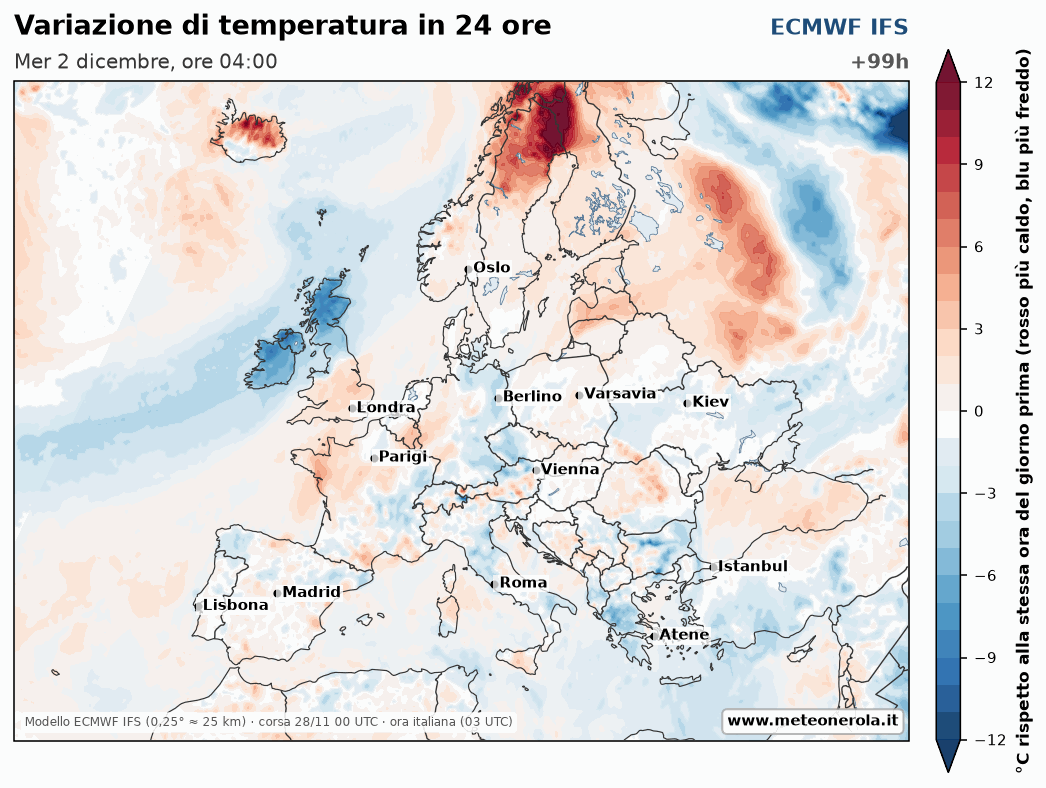 Variazione di temperatura in 24 ore
ECMWF IFS
Mer 2 dicembre, ore 04:00
+99h
Oslo
Londra
Berlino
Varsavia
Kiev
Parigi
Vienna
Istanbul
Roma
Madrid
Lisbona
Atene
Modello ECMWF IFS (0,25° ≈ 25 km) · corsa 28/11 00 UTC · ora italiana (03 UTC)
www.meteonerola.it
12
9
6
3
0
−3
−6
−9
−12
°C rispetto alla stessa ora del giorno prima (rosso più caldo, blu più freddo)